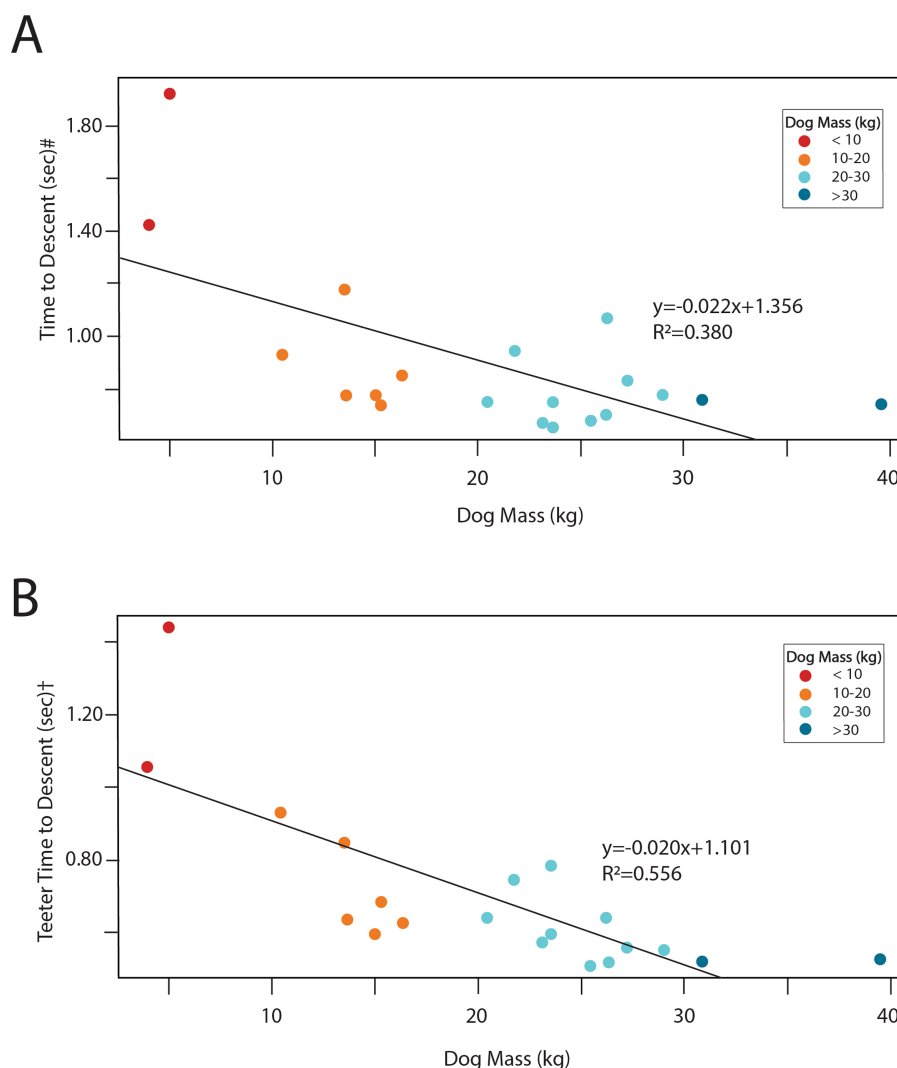 A
Time to Descent (sec)#
1.80
1.40
1.00
Dog Mass (kg)
< 10
10-20
20-30
>30
y=-0.022x+1.356
R²=0.380
10
20
30
40
Dog Mass (kg)
B
Teeter Time to Descent (sec)†
1.20
0.80
Dog Mass (kg)
< 10
10-20
20-30
>30
y=-0.020x+1.101
R²=0.556
10
20
30
40
Dog Mass (kg)